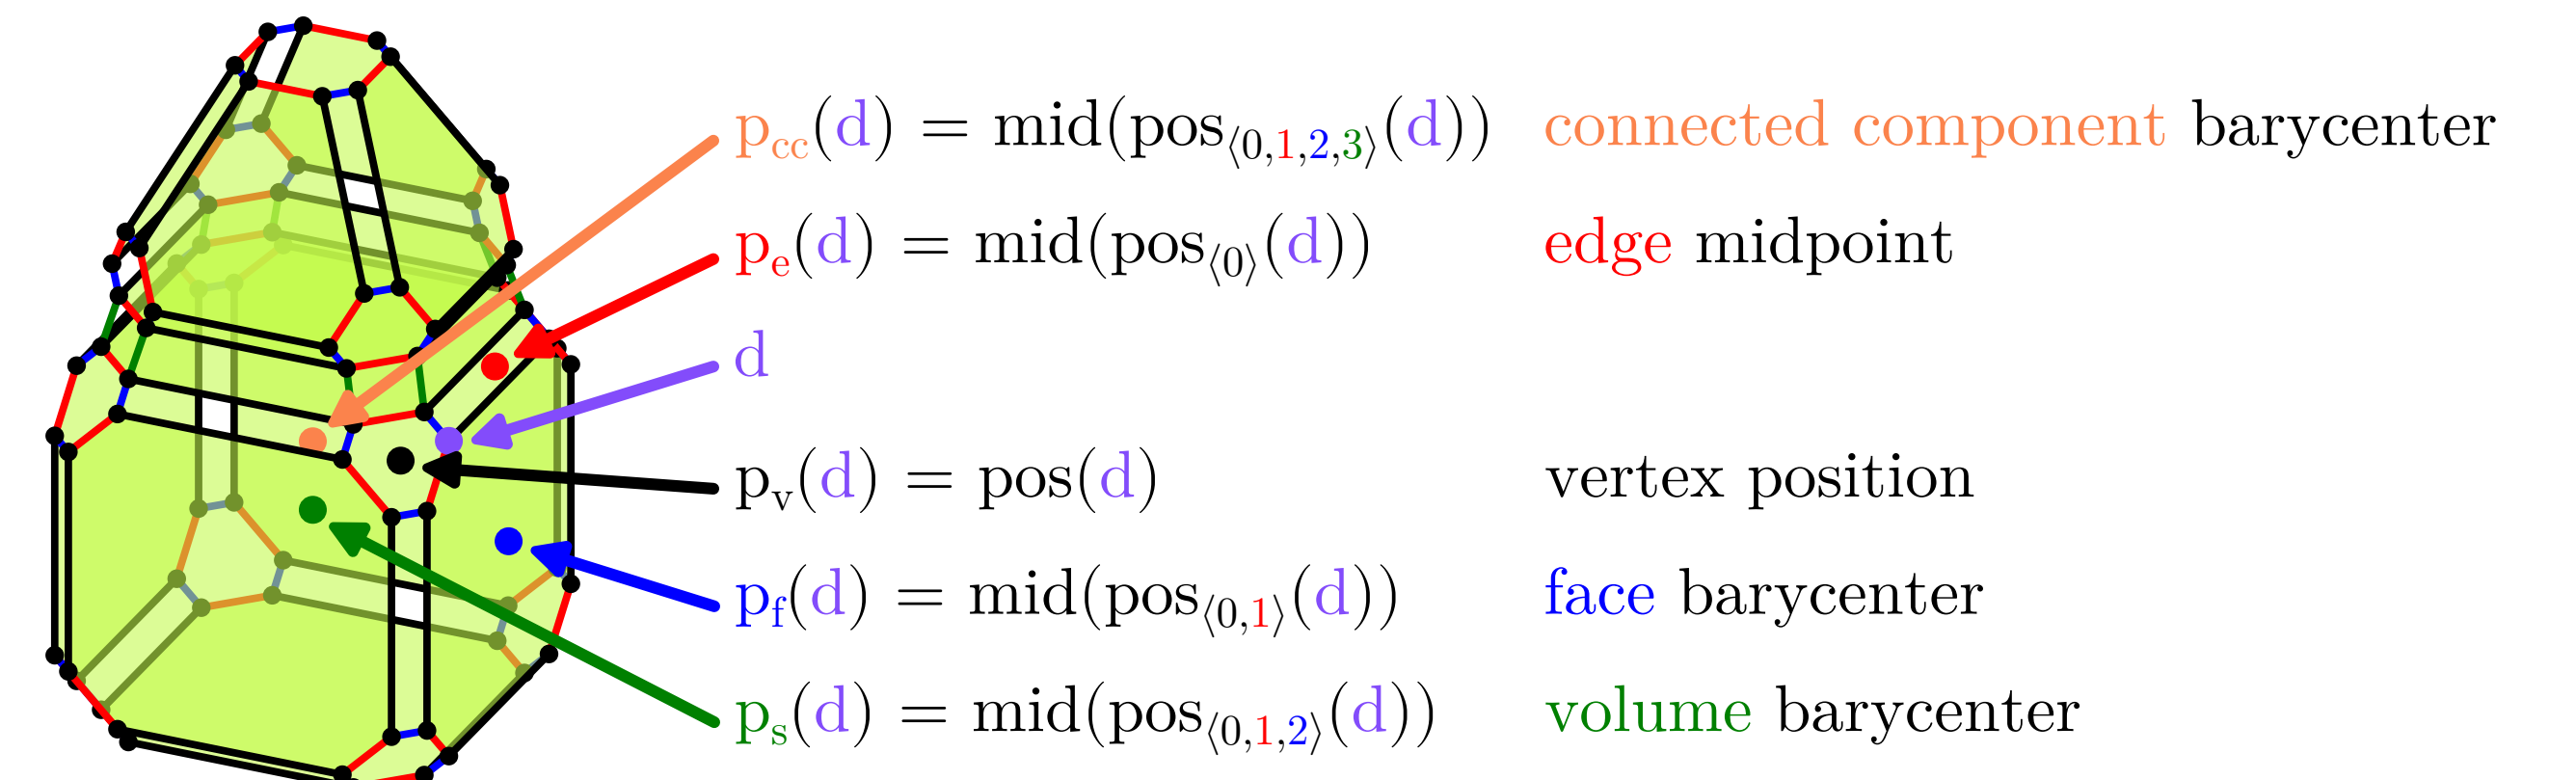 p_cc(d) = mid(pos_⟨0,1,2,3⟩(d)) connected component barycenter
p_e(d) = mid(pos_⟨0⟩(d)) edge midpoint
d
p_v(d) = pos(d) vertex position
p_f(d) = mid(pos_⟨0,1⟩(d)) face barycenter
p_s(d) = mid(pos_⟨0,1,2⟩(d)) volume barycenter